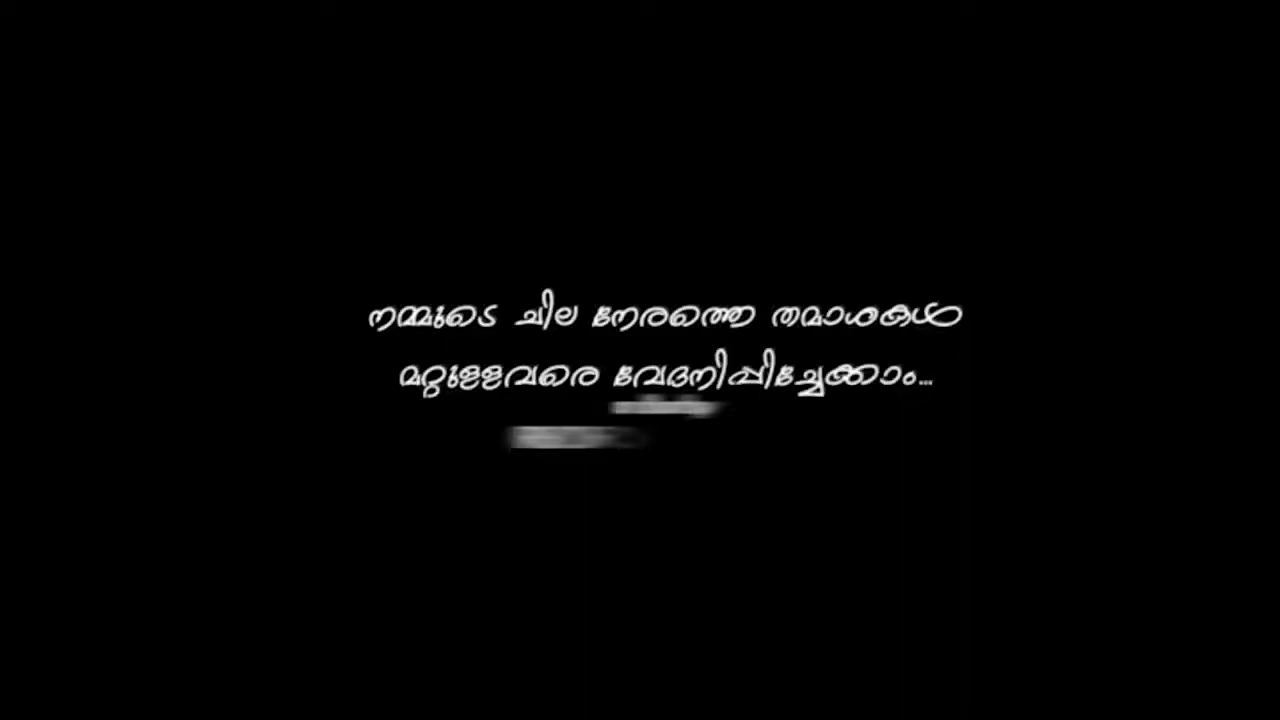 നമ്മുടെ ചില നേരത്തെ തമാശകൾ
മറ്റുള്ളവരെ വേദനിപ്പിച്ചേക്കാം...